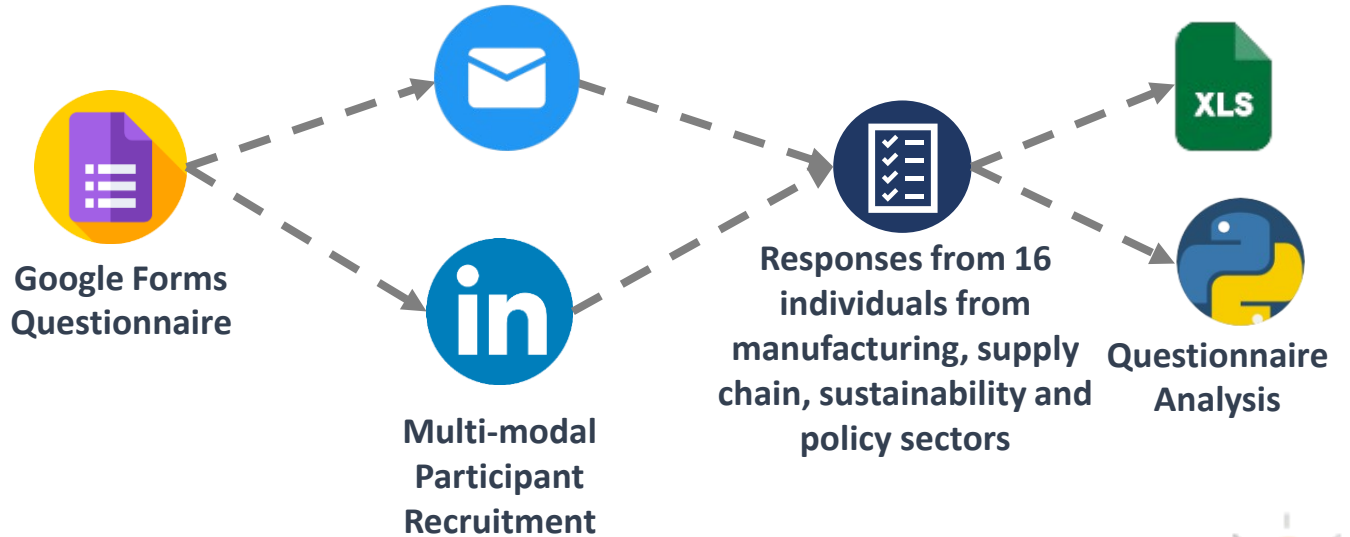 Google Forms
Questionnaire
in
Multi-modal
Participant
Recruitment
Responses from 16
individuals from
manufacturing, supply
chain, sustainability and
policy sectors
XLS
Questionnaire
Analysis